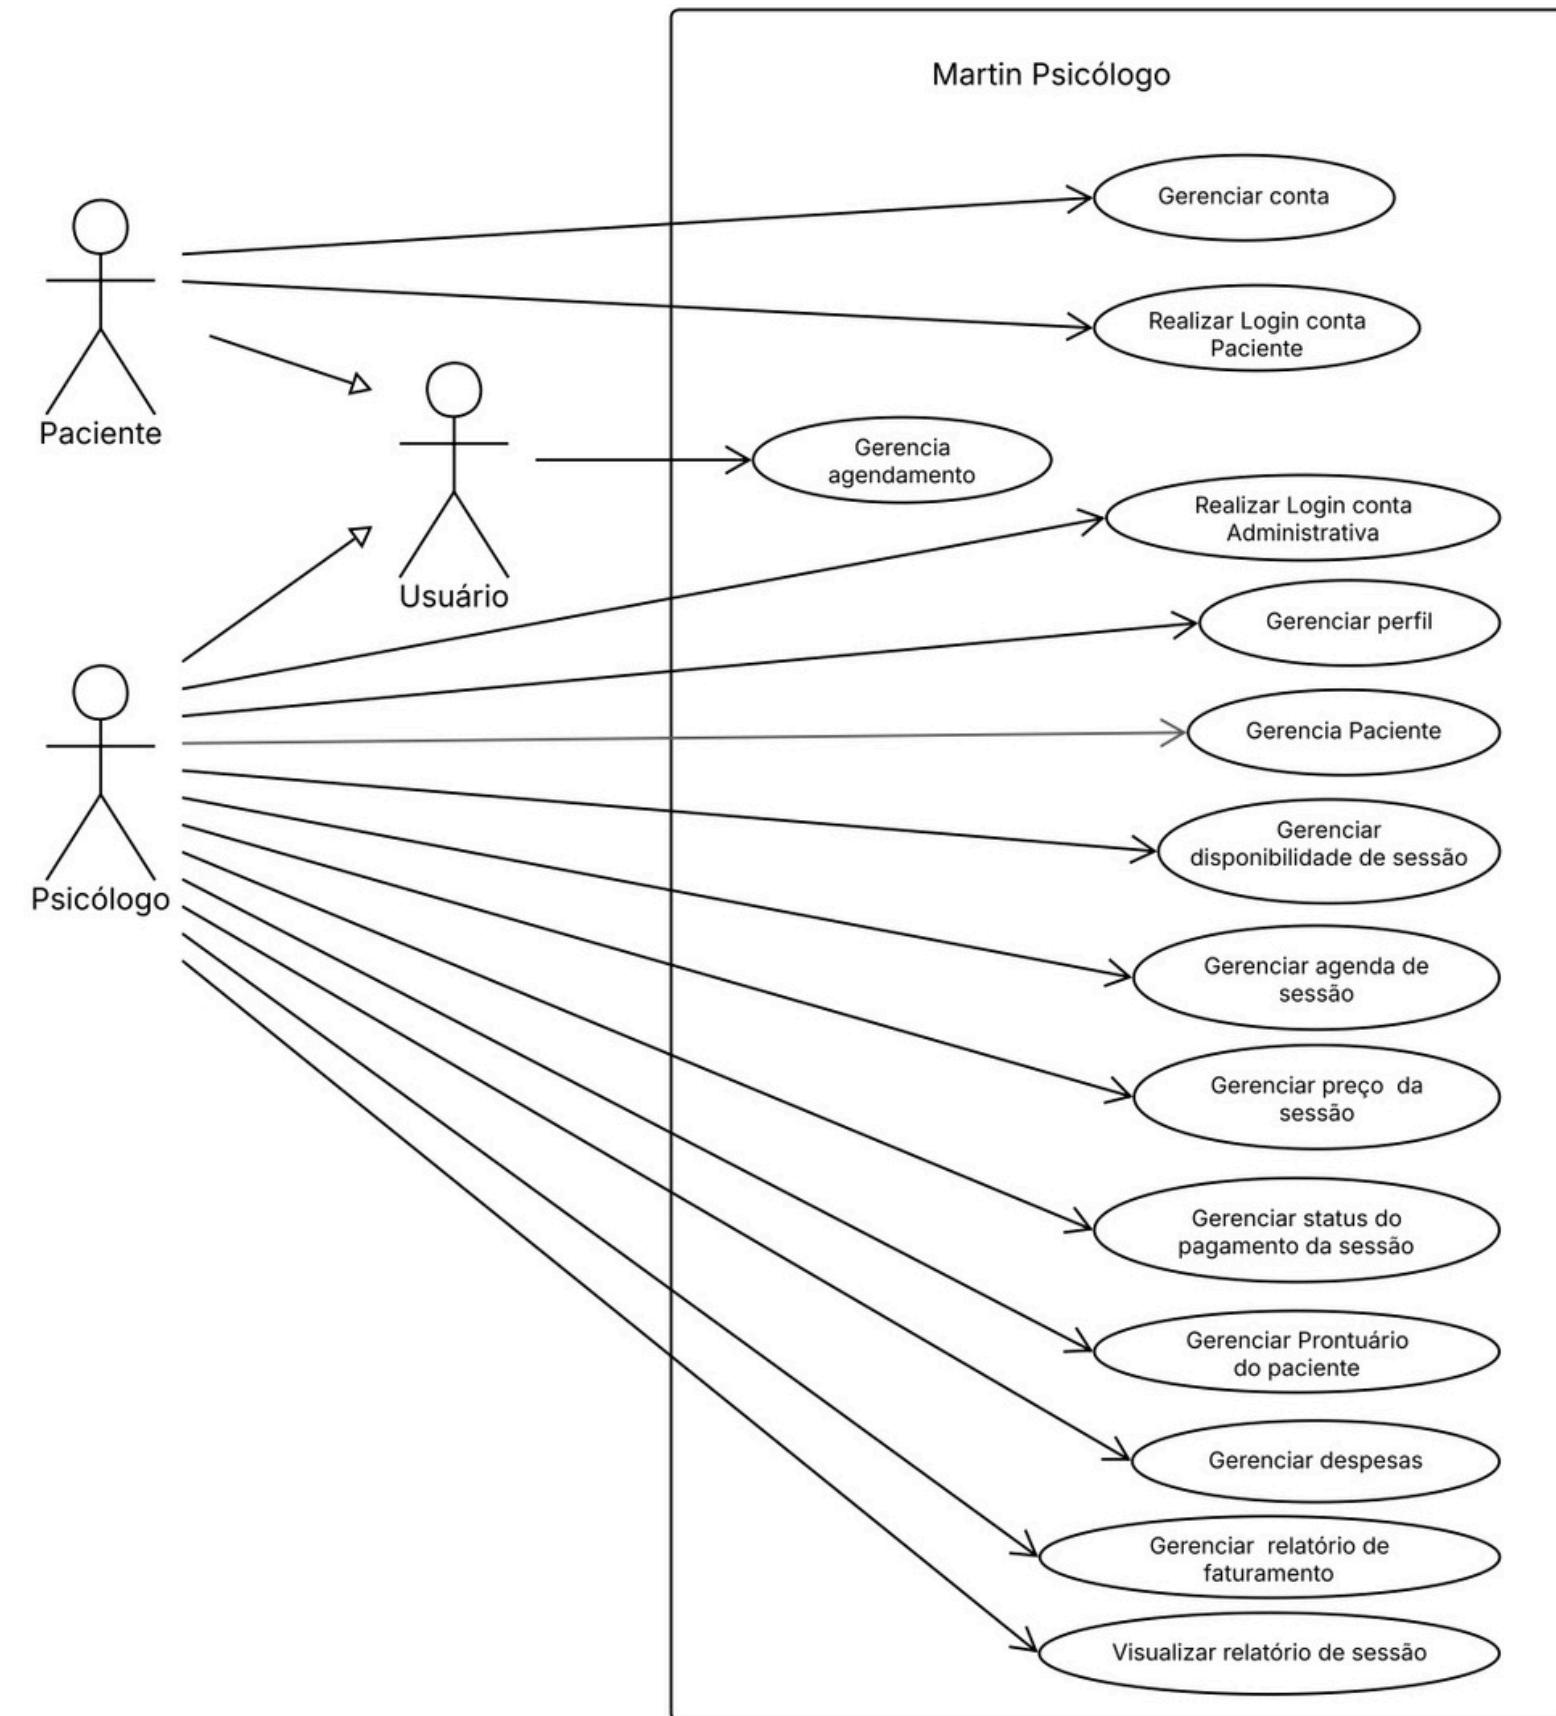 Martin Psicólogo
Gerenciar conta
Realizar Login conta
Paciente
Paciente
Gerencia
agendamento
Usuário
Realizar Login conta
Administrativa
Gerenciar perfil
Gerencia Paciente
Psicólogo
Gerenciar
disponibilidade de sessão
Gerenciar agenda de
sessão
Gerenciar preço da
sessão
Gerenciar status do
pagamento da sessão
Gerenciar Prontuário
do paciente
Gerenciar despesas
Gerenciar relatório de
faturamento
Visualizar relatório de sessão